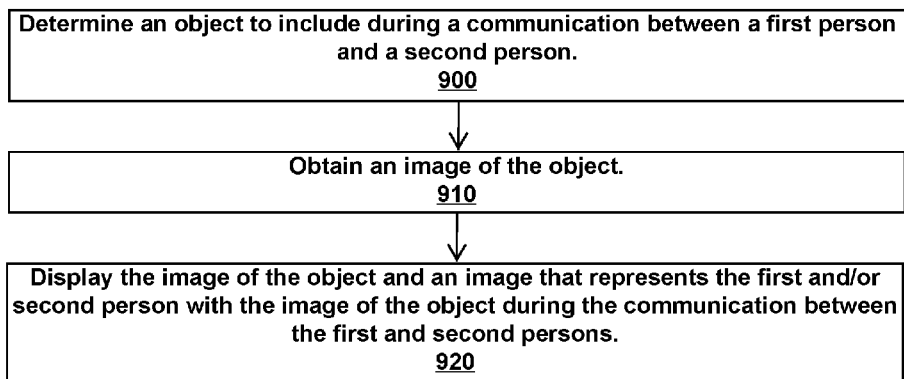 Determine an object to include during a communication between a first person
and a second person.
900
Obtain an image of the object.
910
Display the image of the object and an image that represents the first and/or
second person with the image of the object during the communication between
the first and second persons.
920